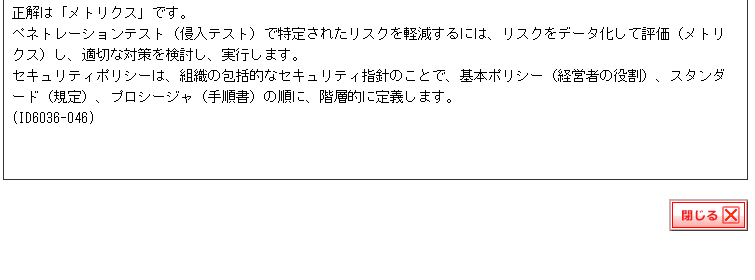 正解は「メトリクス」です。
ペネトレーションテスト（侵入テスト）で特定されたリスクを軽減するには、リスクをデータ化して評価（メトリ
クス）し、適切な対策を検討し、実行します。
セキュリティポリシーは、組織の包括的なセキュリティ指針のことで、基本ポリシー（経営者の役割）、スタンダ
ード（規定）、プロシージャ（手順書）の順に、階層的に定義します。
(ID6036-046)
閉じる